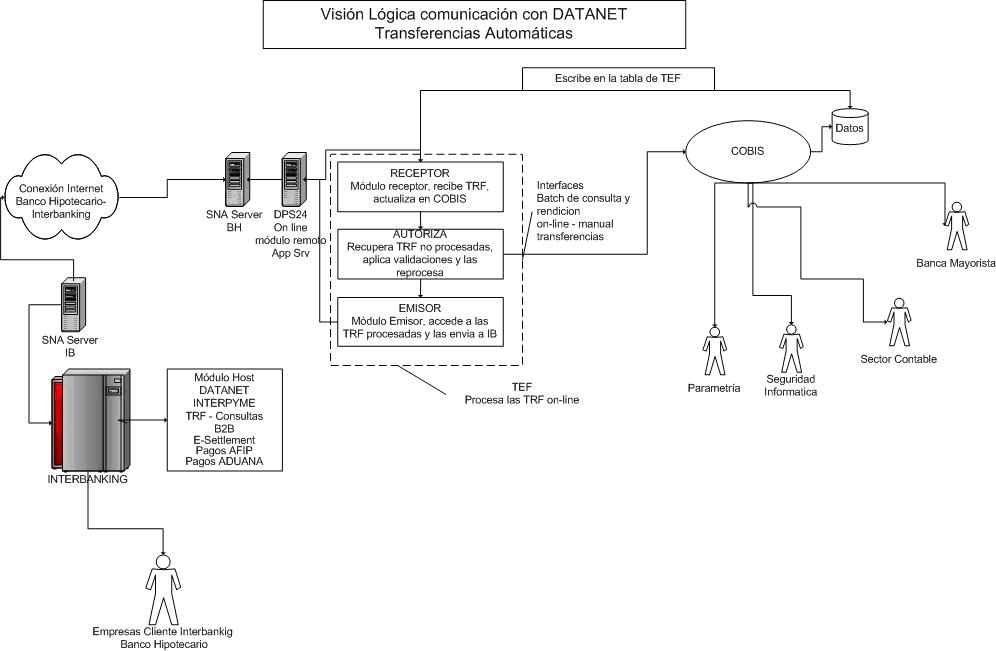 Visión Lógica comunicación con DATANET
Transferencias Automáticas
Escribe en la tabla de TEF
Datos
COBIS
Conexión Internet
Banco Hipotecario-
Interbanking
SNA Server
BH
DPS24
On line
módulo remoto
App Srv
RECEPTOR
Módulo receptor, recibe TRF,
actualiza en COBIS
AUTORIZA
Recupera TRF no procesadas,
aplica validaciones y las
reprocesa
EMISOR
Módulo Emisor, accede a las
TRF procesadas y las envia a IB
Interfaces
Batch de consulta y
rendicion
on-line - manual
transferencias
TEF
Procesa las TRF on-line
Banca Mayorista
Sector Contable
Seguridad
Informatica
Parametría
SNA Server
IB
Módulo Host
DATANET
INTERPYME
TRF - Consultas
B2B
E-Settlement
Pagos AFIP
Pagos ADUANA
INTERBANKING
Empresas Cliente Interbankig
Banco Hipotecario